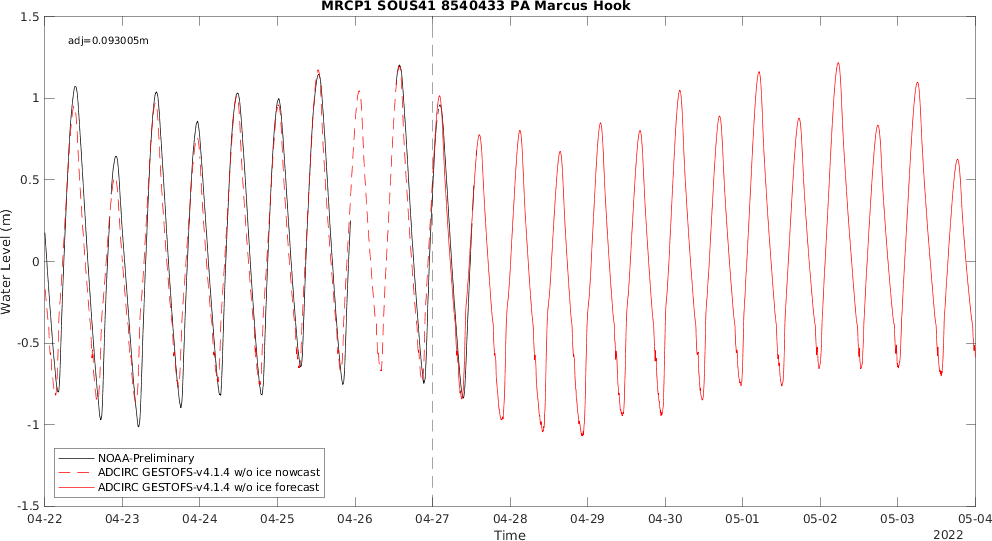 MRCP1 SOUS41 8540433 PA Marcus Hook
adj=0.093005m
Water Level (m)
1.5
1
0.5
0
-0.5
-1
-1.5
NOAA-Preliminary
ADCIRC GESTOFS-v4.1.4 w/o ice nowcast
ADCIRC GESTOFS-v4.1.4 w/o ice forecast
04-22 04-23 04-24 04-25 04-26 04-27 04-28 04-29 04-30 05-01 05-02 05-03 05-04
Time
2022